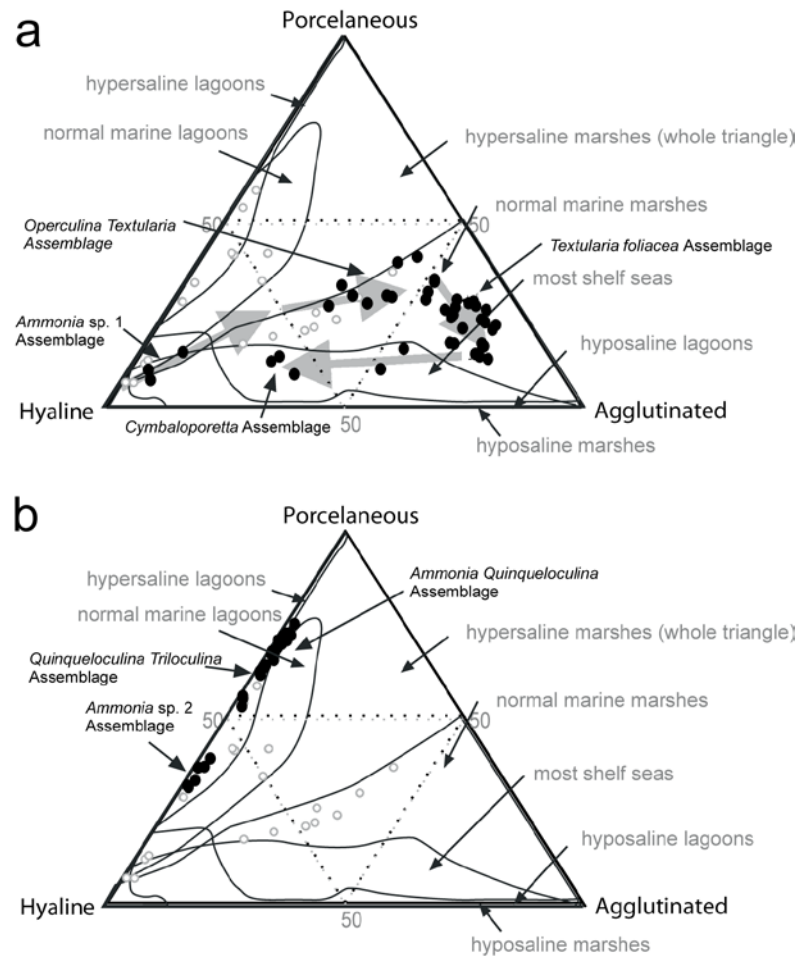 a
Porcelaneous
hypersaline lagoons
normal marine lagoons
hypersaline marshes (whole triangle)
normal marine marshes
50
50
Operculina Textularia
Assemblage
Textularia foliacea Assemblage
most shelf seas
Ammonia sp. 1
Assemblage
hyposaline lagoons
Hyaline
Agglutinated
Cymbaloporetta Assemblage
50
hyposaline marshes
b
Porcelaneous
hypersaline lagoons
Ammonia Quinqueloculina
Assemblage
normal marine lagoons
hypersaline marshes (whole triangle)
Quinqueloculina Triloculina
Assemblage
normal marine marshes
Ammonia sp. 2
Assemblage
50
50
most shelf seas
hyposaline lagoons
Hyaline
Agglutinated
50
hyposaline marshes